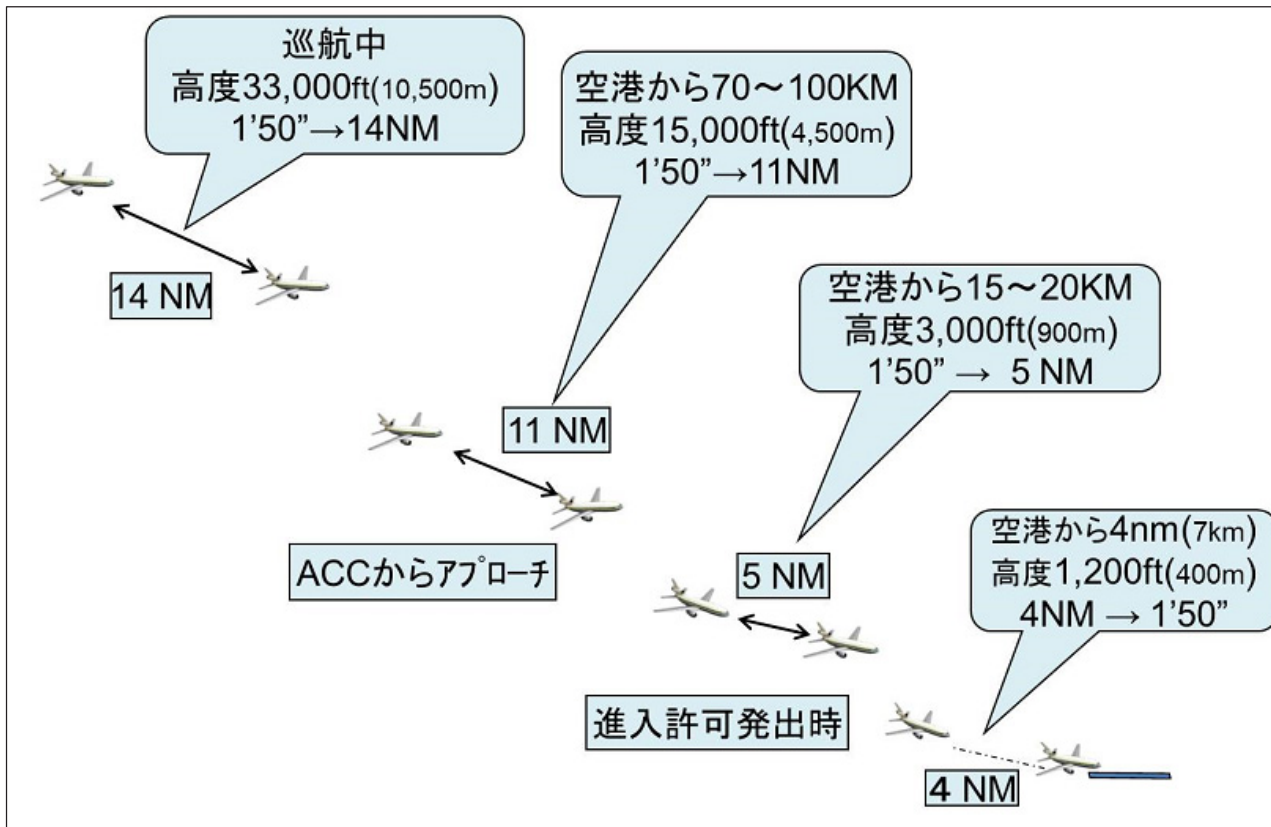 巡航中
高度33,000ft(10,500m)
1’50”→14NM
空港から70～100KM
高度15,000ft(4,500m)
1’50”→11NM
14 NM
空港から15～20KM
高度3,000ft(900m)
1’50” → 5 NM
11 NM
ACCからｱﾌﾟﾛｰﾁ
5 NM
空港から4nm(7km)
高度1,200ft(400m)
4NM → 1’50”
進入許可発出時
4 NM